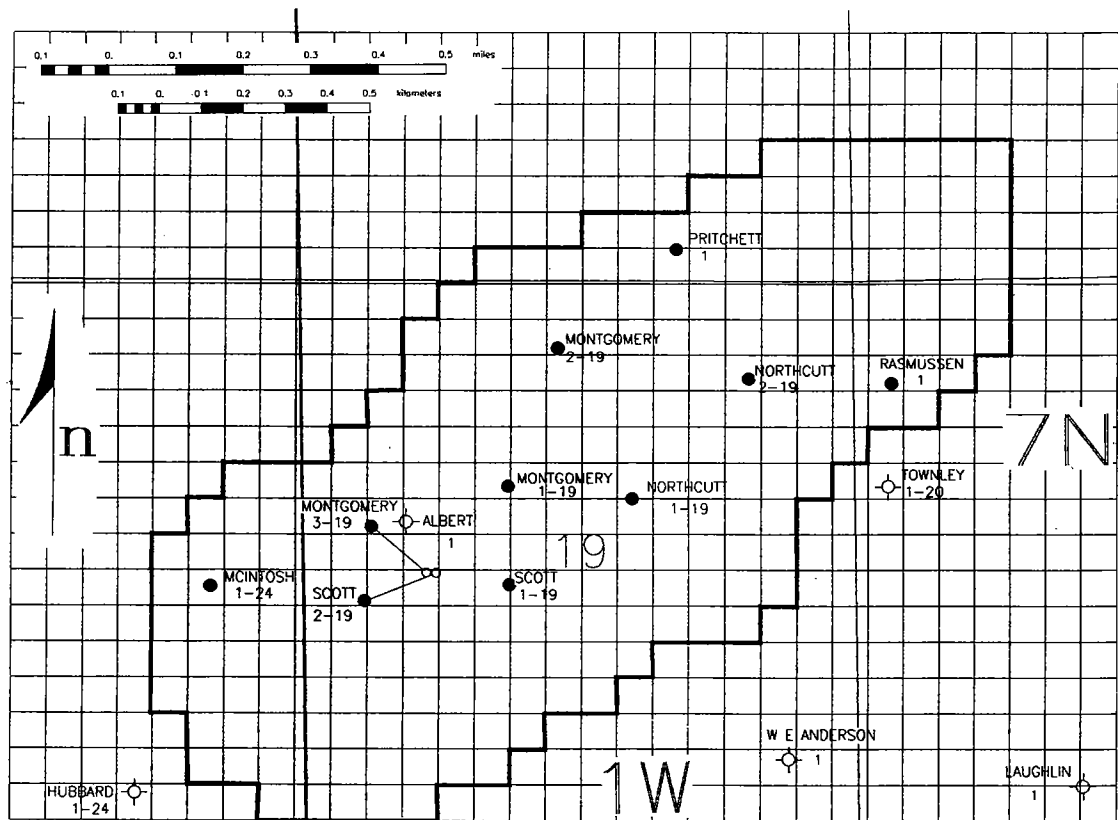 0.1 0. 0.1 0.2 0.3 0.4 0.5 miles
0.1 0. 0.1 0.2 0.3 0.4 0.5 kilometers
PRITCHETT
1
MONTGOMERY
2-19
NORTHCUTT
2-19
RASMUSSEN
1
n
7N
MONTGOMERY
1-19
NORTHCUTT
1-19
TOWNLEY
1-20
MONTGOMERY
3-19
ALBERT
1
19
MCINTOSH
1-24
SCOTT
2-19
SCOTT
1-19
W E ANDERSON
1
1W
HUBBARD
1-24
LAUGHLIN
1